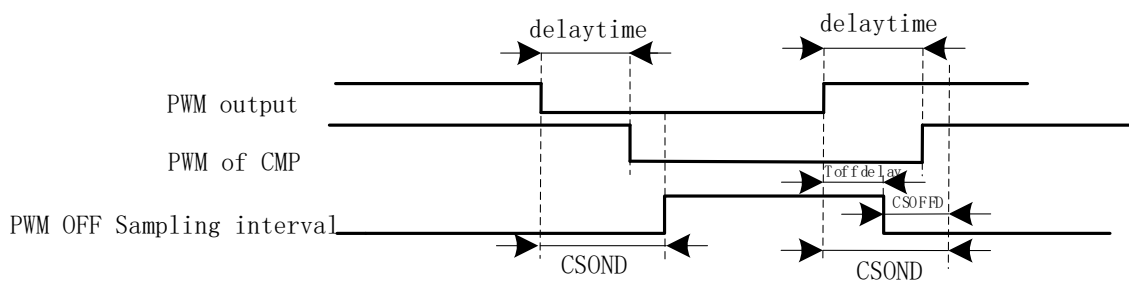 delaytime
delaytime
PWM output
PWM of CMP
Toffdelay
CSOFFD
PWM OFF Sampling interval
CSOND
CSOND